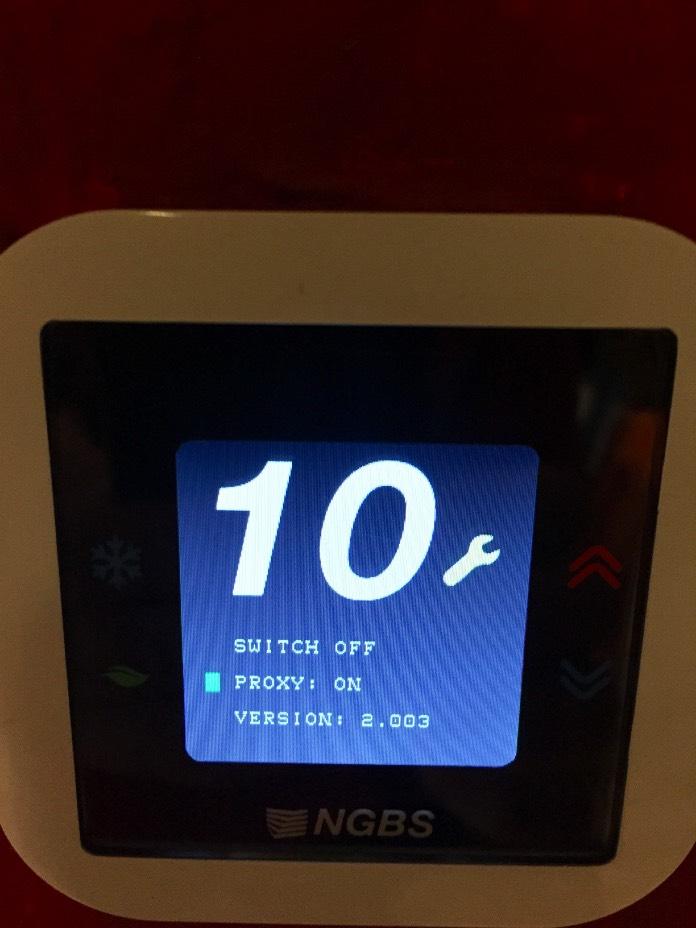 10
SWITCH OFF
PROXY: ON
VERSION: 2.003
NGBS